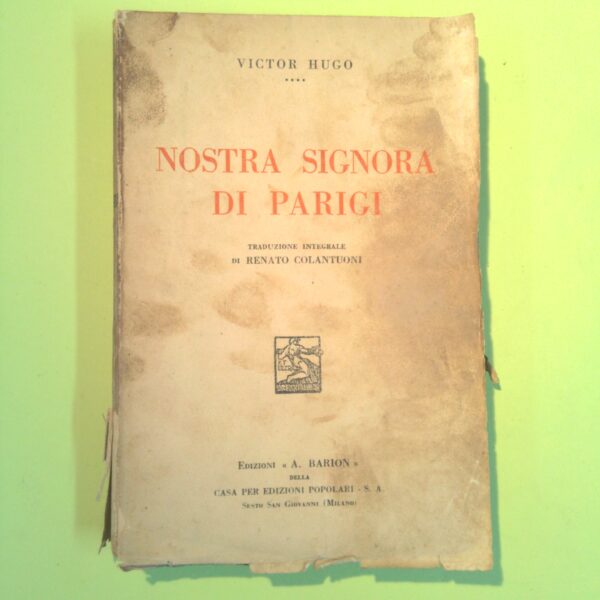 VICTOR HUGO
NOSTRA SIGNORA
DI PARIGI
TRADUZIONE INTEGRALE
DI RENATO COLANTUONI
EDIZIONI « A. BARION »
DELLA
CASA PER EDIZIONI POPOLARI - S. A.
SESTO SAN GIOVANNI (MILANO)